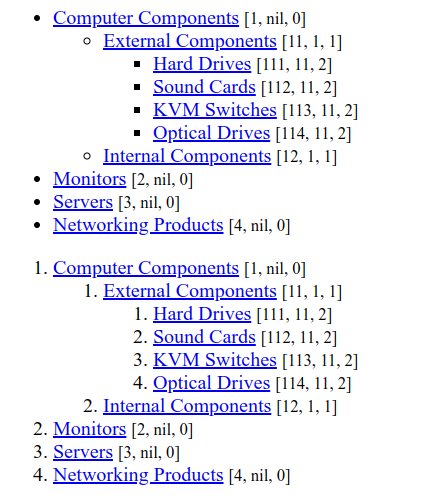 Computer Components [1, nil, 0]
External Components [11, 1, 1]
Hard Drives [111, 11, 2]
Sound Cards [112, 11, 2]
KVM Switches [113, 11, 2]
Optical Drives [114, 11, 2]
Internal Components [12, 1, 1]
Monitors [2, nil, 0]
Servers [3, nil, 0]
Networking Products [4, nil, 0]
1. Computer Components [1, nil, 0]
1. External Components [11, 1, 1]
1. Hard Drives [111, 11, 2]
2. Sound Cards [112, 11, 2]
3. KVM Switches [113, 11, 2]
4. Optical Drives [114, 11, 2]
2. Internal Components [12, 1, 1]
2. Monitors [2, nil, 0]
3. Servers [3, nil, 0]
4. Networking Products [4, nil, 0]